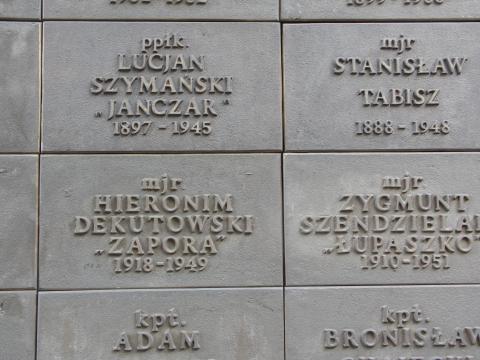 ppłk.
LUCJAN
SZYMAŃSKI
„JANCZAR"
1897 - 1945
mjr
STANISŁAW
TABISZ
1888 - 1948
mjr
HIERONIM
DEKUTOWSKI
„ZAPORA"
1918 - 1949
mjr
ZYGMUNT
SZENDZIELAR
„ŁUPASZKO"
1910 - 1951
kpt.
ADAM
kpt.
BRONISŁAW